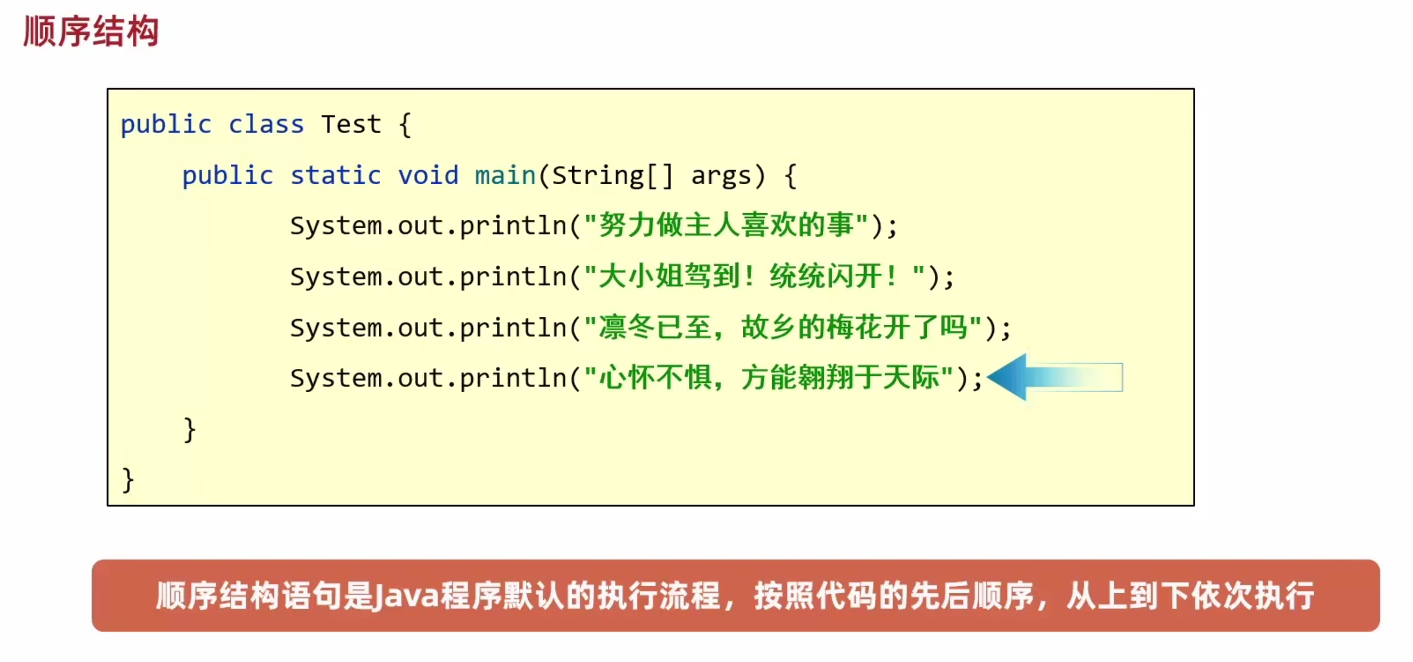 顺序结构
public class Test {
public static void main(String[] args) {
System.out.println("努力做主人喜欢的事");
System.out.println("大小姐驾到！统统闪开！");
System.out.println("凛冬已至，故乡的梅花开了吗");
System.out.println("心怀不惧，方能翱翔于天际");
}
}
顺序结构语句是Java程序默认的执行流程，按照代码的先后顺序，从上到下依次执行